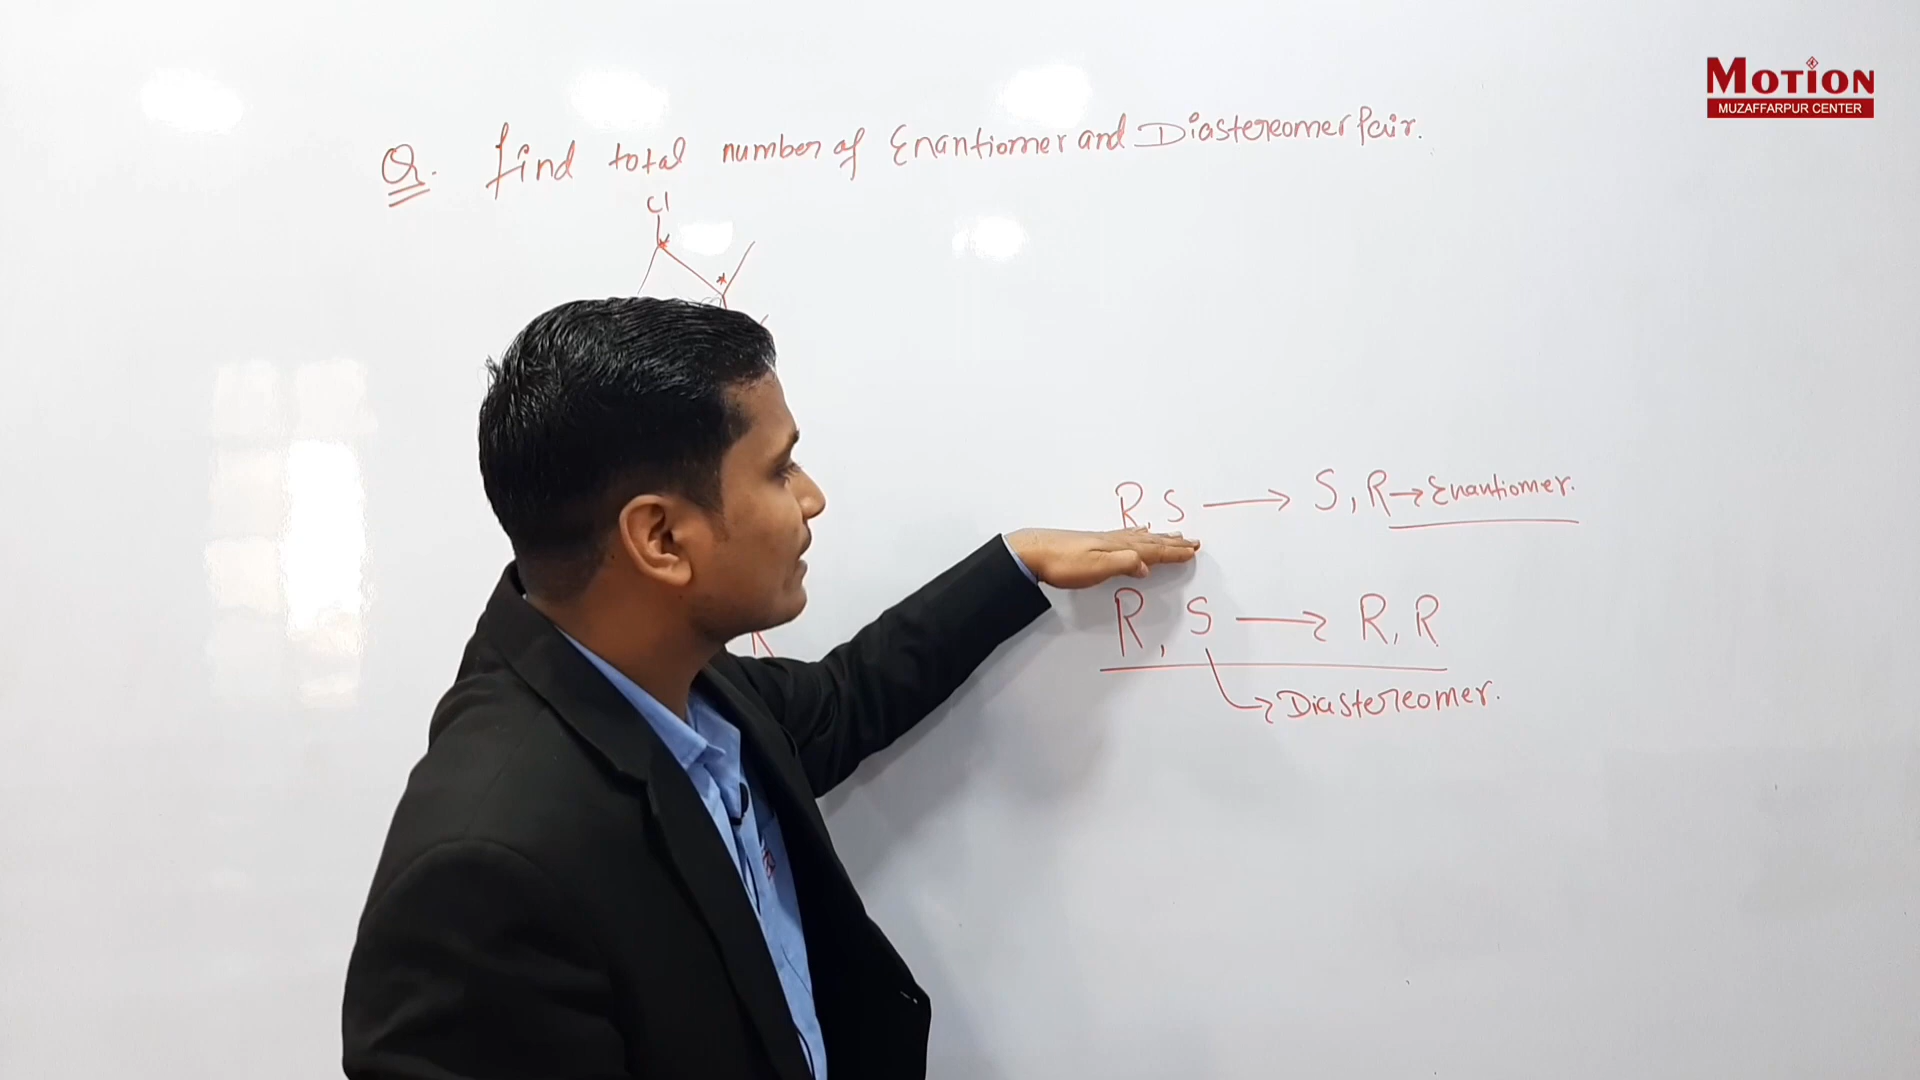 MOTION
MUZAFFARPUR CENTER
Q. find total number of Enantiomer and Diastereomer Pair.
Cl
R, S → S, R → Enantiomer.
R, S → R, R
→ Diastereomer.